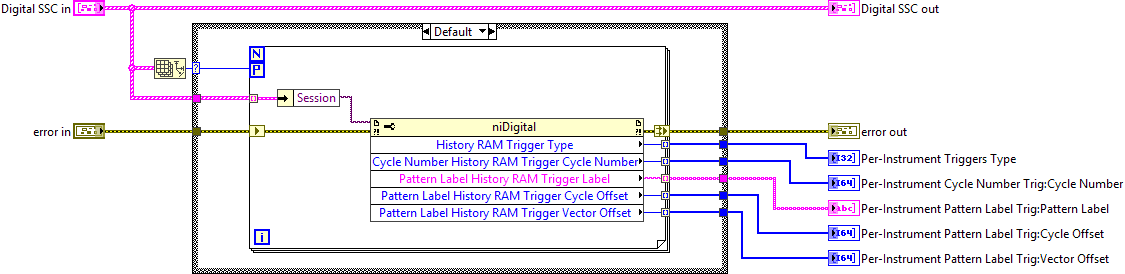 Digital SSC in
Digital SSC out
Default
N
P
?
Session
error in
niDigital
error out
History RAM Trigger Type
I32
Per-Instrument Triggers Type
Cycle Number History RAM Trigger Cycle Number
I64
Per-Instrument Cycle Number Trig:Cycle Number
Pattern Label History RAM Trigger Label
abc
Per-Instrument Pattern Label Trig:Pattern Label
Pattern Label History RAM Trigger Cycle Offset
I64
Per-Instrument Pattern Label Trig:Cycle Offset
Pattern Label History RAM Trigger Vector Offset
I64
Per-Instrument Pattern Label Trig:Vector Offset
i